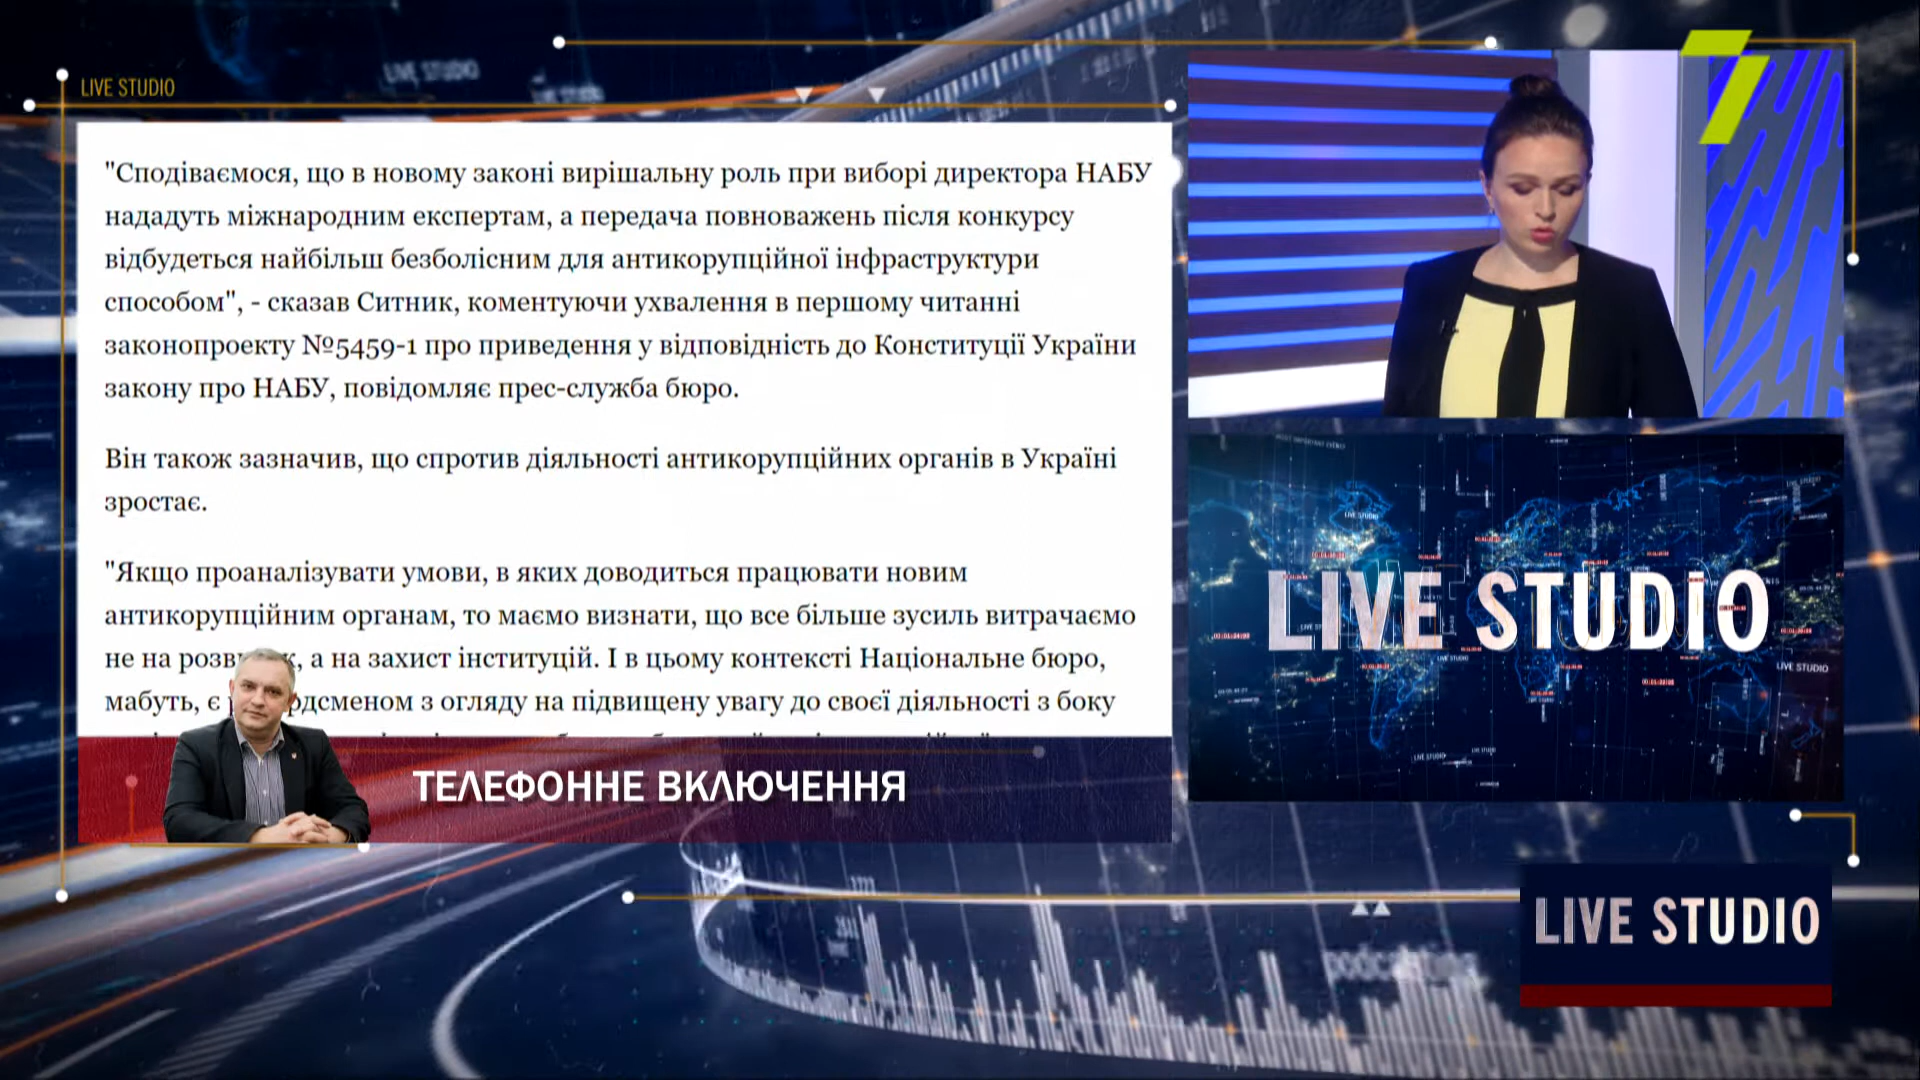 LIVE STUDIO
"Сподіваємося, що в новому законі вирішальну роль при виборі директора НАБУ
нададуть міжнародним експертам, а передача повноважень після конкурсу
відбудеться найбільш безболісним для антикорупційної інфраструктури
способом", - сказав Ситник, коментуючи ухвалення в першому читанні
законопроекту №5459-1 про приведення у відповідність до Конституції України
закону про НАБУ, повідомляє прес-служба бюро.
Він також зазначив, що спротив діяльності антикорупційних органів в Україні
зростає.
"Якщо проаналізувати умови, в яких доводиться працювати новим
антикорупційним органам, то маємо визнати, що все більше зусиль витрачаємо
не на, а на захист інституцій. І в цьому контексті Національне бюро,
мабуть, є з огляду на підвищену увагу до своєї діяльності з боку
ТЕЛЕФОННЕ ВКЛЮЧЕННЯ
7
LIVE STUDIO
LIVE STUDIO